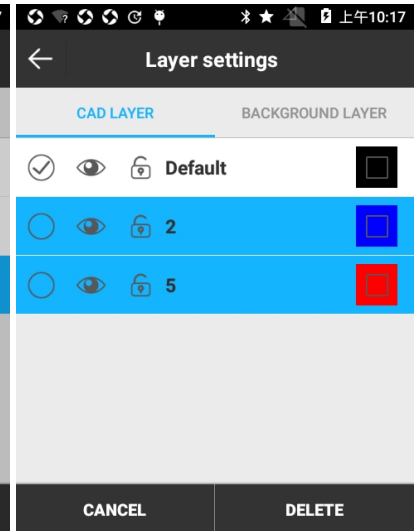 上午10:17
Layer settings
CAD LAYER BACKGROUND LAYER
Default
2
5
CANCEL DELETE